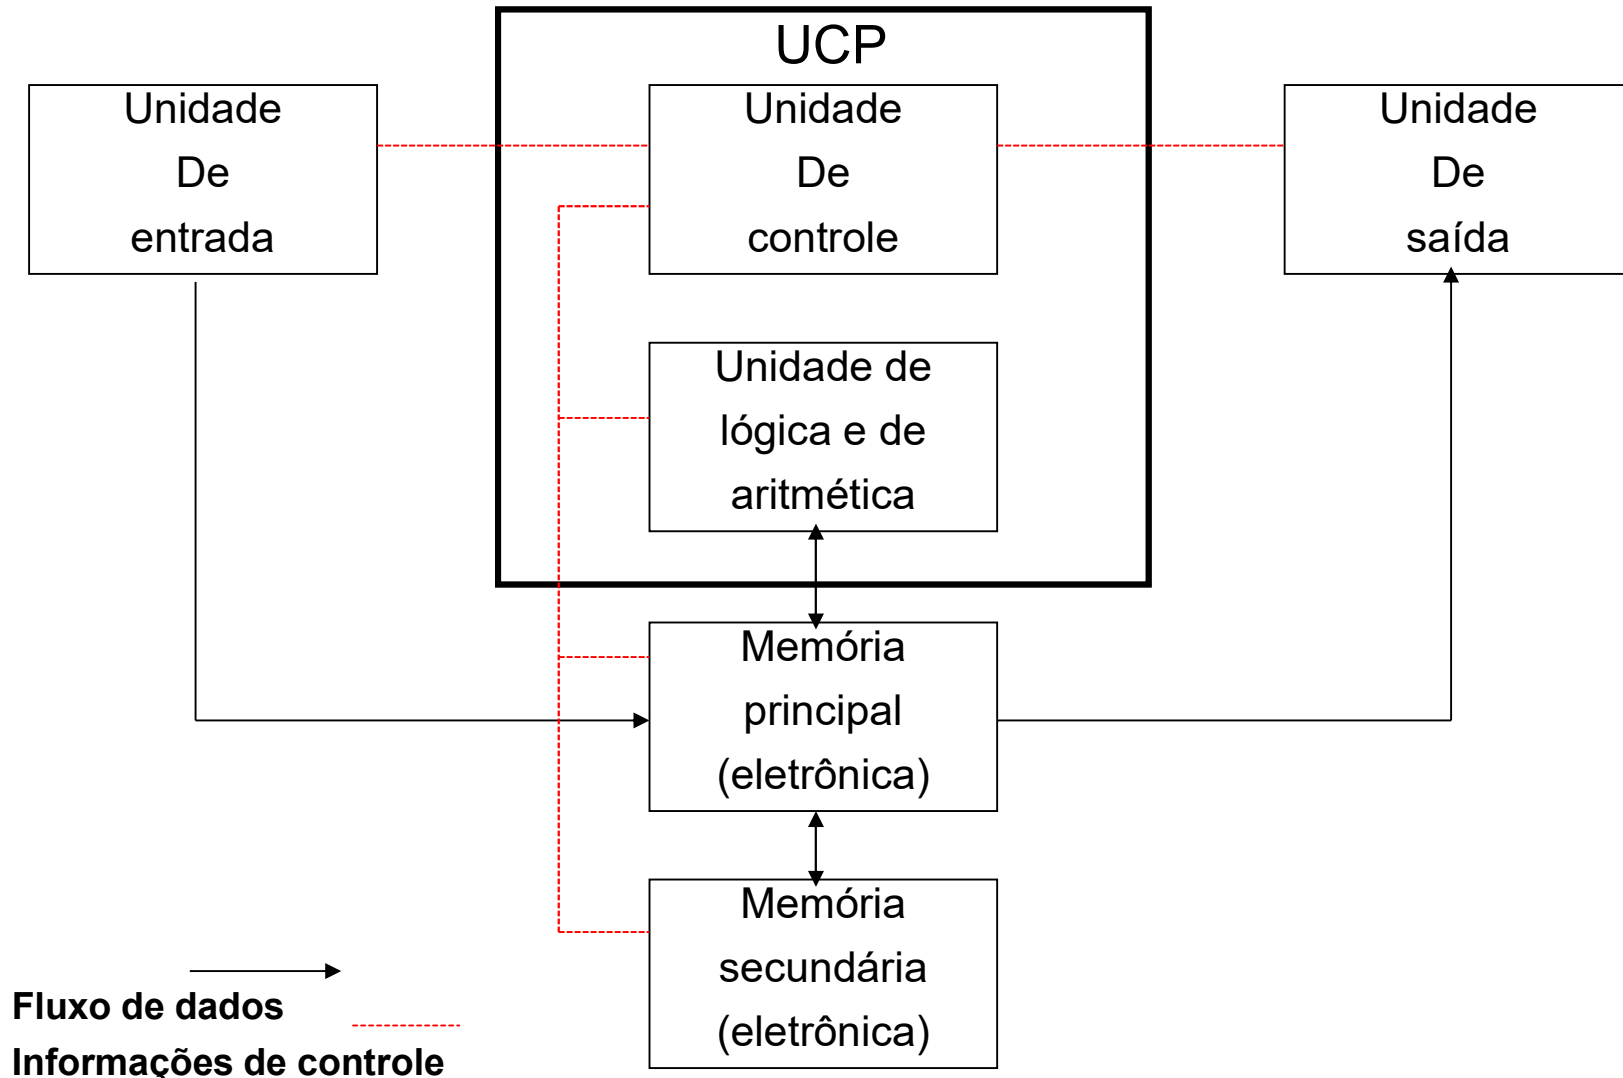 UCP
Unidade
De
entrada
Unidade
De
controle
Unidade
De
saída
Unidade de
lógica e de
aritmética
Memória
principal
(eletrônica)
Memória
secundária
(eletrônica)
Fluxo de dados
Informações de controle